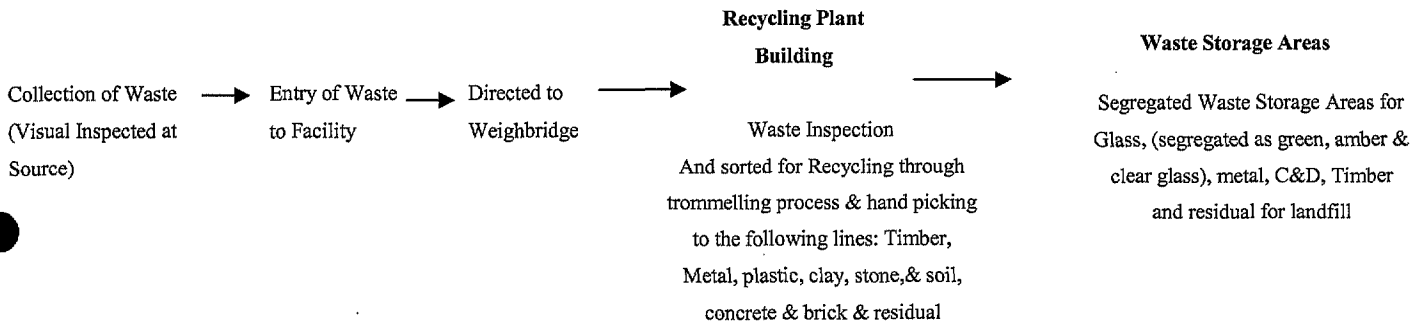 Collection of Waste
(Visual Inspected at
Source)
Entry of Waste
to Facility
Directed to
Weighbridge
Recycling Plant
Building
Waste Inspection
And sorted for Recycling through
trommelling process & hand picking
to the following lines: Timber,
Metal, plastic, clay, stone,& soil,
concrete & brick & residual
Waste Storage Areas
Segregated Waste Storage Areas for
Glass, (segregated as green, amber &
clear glass), metal, C&D, Timber
and residual for landfill